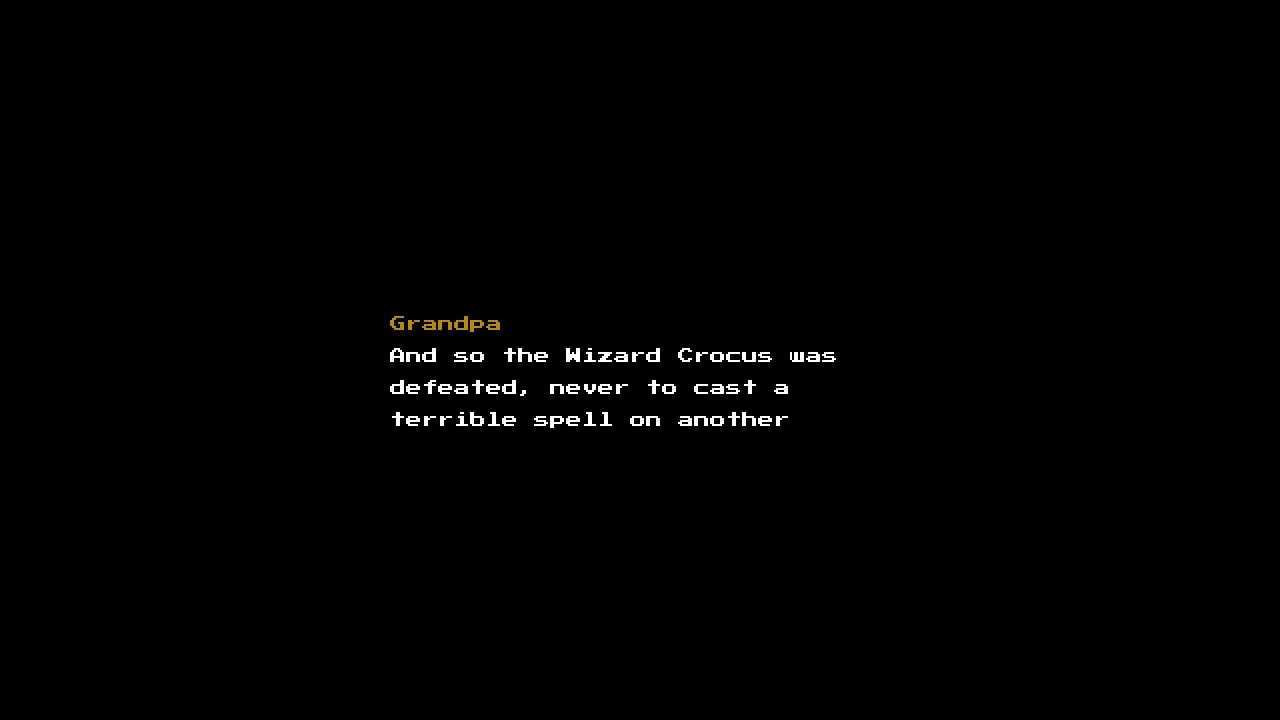 Grandpa
And so the Wizard Crocus was
defeated, never to cast a
terrible spell on another